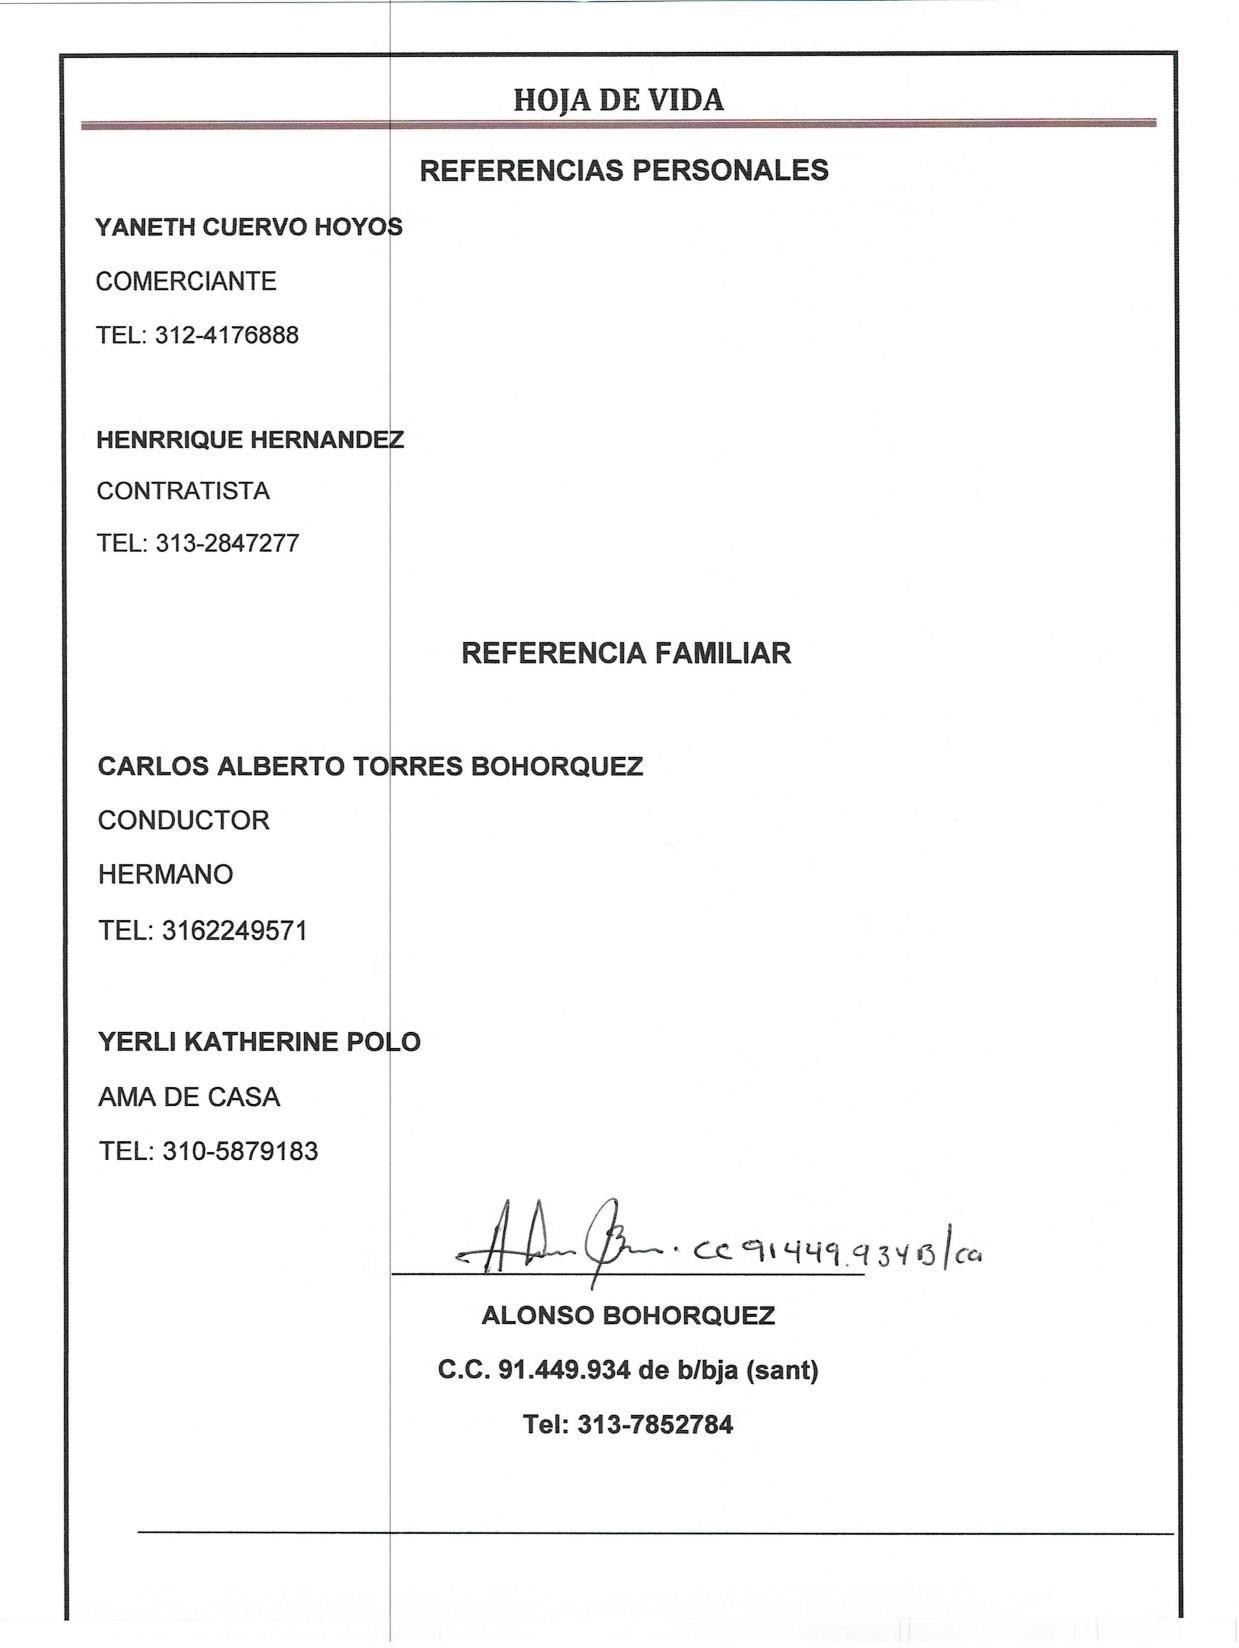 HOJA DE VIDA
REFERENCIAS PERSONALES
YANETH CUERVO HOYOS
COMERCIANTE
TEL: 312-4176888
HENRRIQUE HERNANDEZ
CONTRATISTA
TEL: 313-2847277
REFERENCIA FAMILIAR
CARLOS ALBERTO TORRES BOHORQUEZ
CONDUCTOR
HERMANO
TEL: 3162249571
YERLI KATHERINE POLO
AMA DE CASA
TEL: 310-5879183
cc 91.449.934 B/ca
ALONSO BOHORQUEZ
C.C. 91.449.934 de b/bja (sant)
Tel: 313-7852784